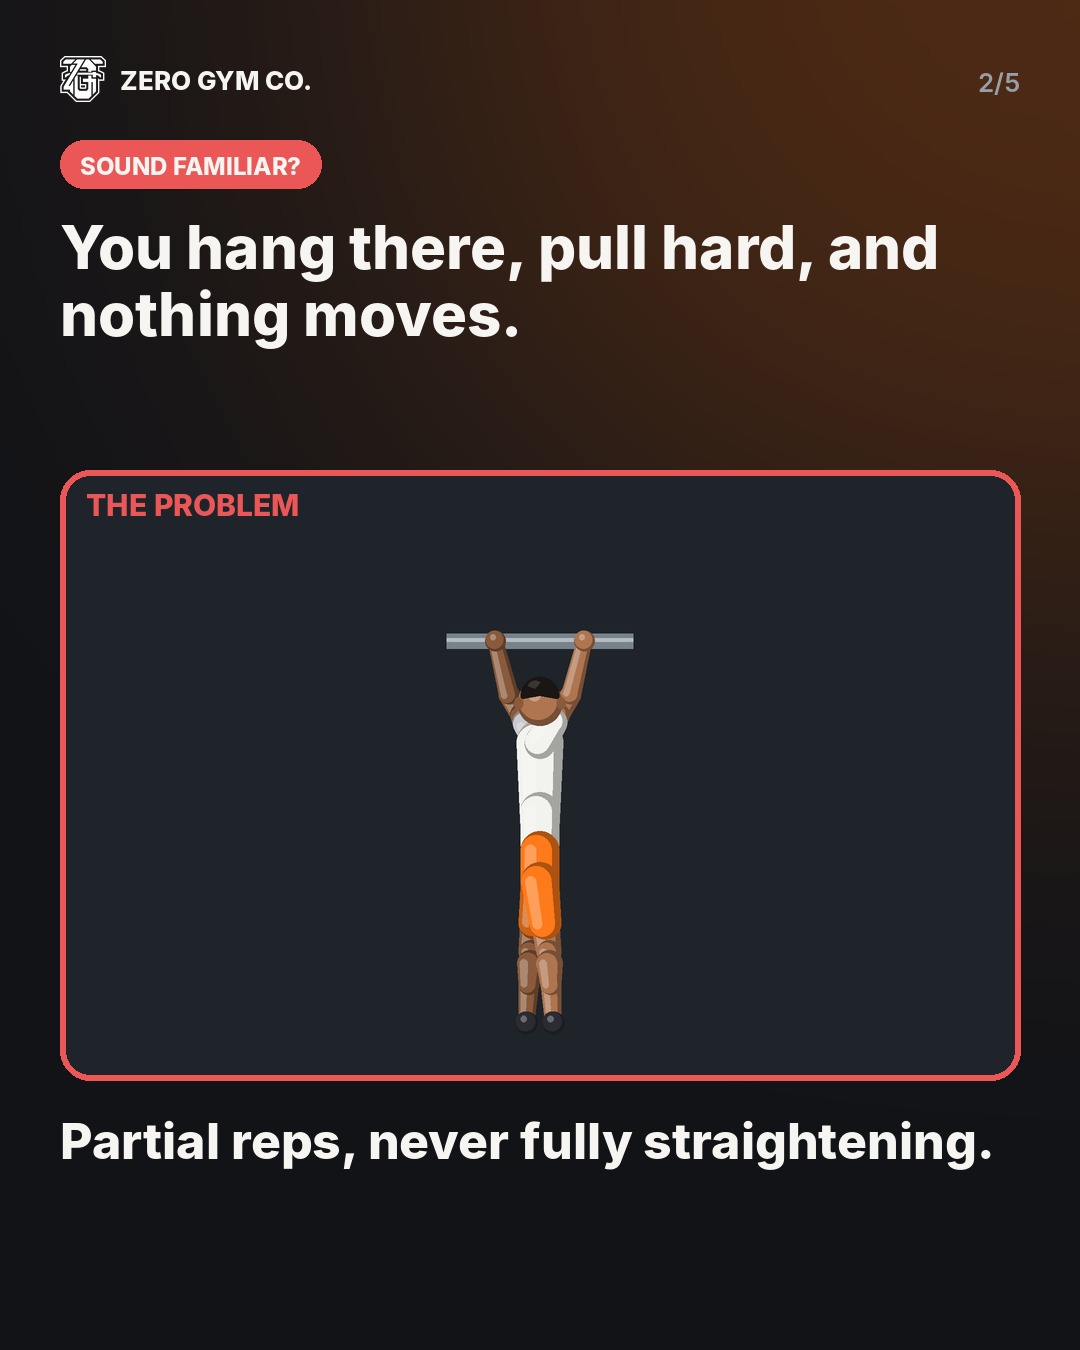 ZERO GYM CO.
2/5
SOUND FAMILIAR?
You hang there, pull hard, and
nothing moves.
THE PROBLEM
Partial reps, never fully straightening.